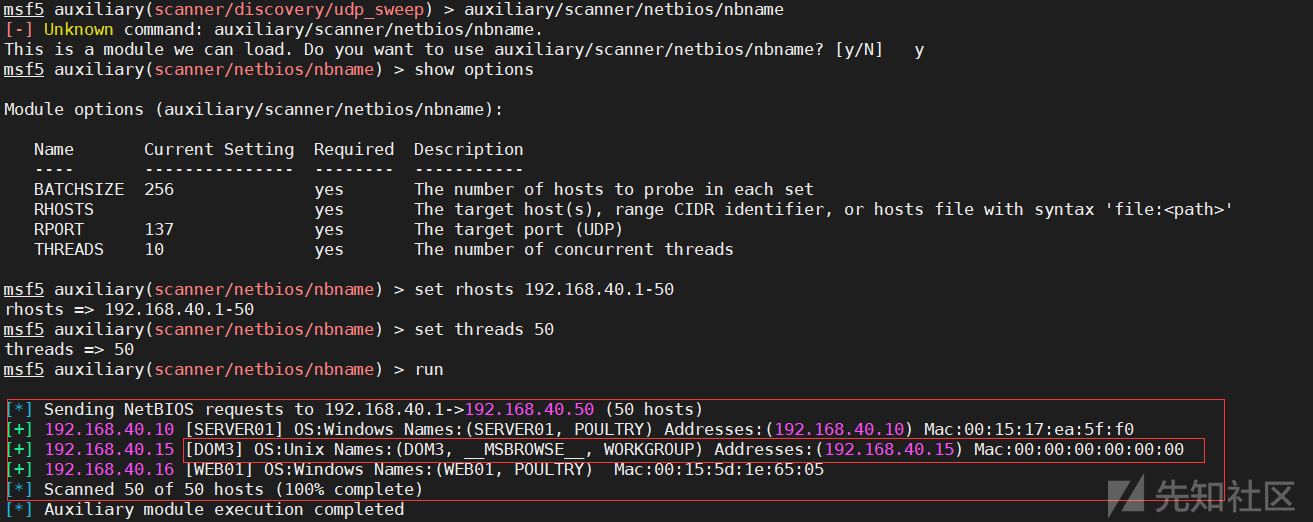 msf5 auxiliary(scanner/discovery/udp_sweep) > auxiliary/scanner/netbios/nbname
[-] Unknown command: auxiliary/scanner/netbios/nbname.
This is a module we can load. Do you want to use auxiliary/scanner/netbios/nbname? [y/N]   y
msf5 auxiliary(scanner/netbios/nbname) > show options
Module options (auxiliary/scanner/netbios/nbname):
Name       Current Setting  Required  Description
----       ---------------  --------  -----------
BATCHSIZE  256              yes       The number of hosts to probe in each set
RHOSTS                      yes       The target host(s), range CIDR identifier, or hosts file with syntax 'file:<path>'
RPORT      137              yes       The target port (UDP)
THREADS    10               yes       The number of concurrent threads
msf5 auxiliary(scanner/netbios/nbname) > set rhosts 192.168.40.1-50
rhosts => 192.168.40.1-50
msf5 auxiliary(scanner/netbios/nbname) > set threads 50
threads => 50
msf5 auxiliary(scanner/netbios/nbname) > run
[*] Sending NetBIOS requests to 192.168.40.1->192.168.40.50 (50 hosts)
[+] 192.168.40.10 [SERVER01] OS:Windows Names:(SERVER01, POULTRY) Addresses:(192.168.40.10) Mac:00:15:17:ea:5f:f0
[+] 192.168.40.15 [DOM3] OS:Unix Names:(DOM3, __MSBROWSE__, WORKGROUP) Addresses:(192.168.40.15) Mac:00:00:00:00:00:00
[+] 192.168.40.16 [WEB01] OS:Windows Names:(WEB01, POULTRY)  Mac:00:15:5d:1e:65:05
[*] Scanned 50 of 50 hosts (100% complete)
[*] Auxiliary module execution completed
先知社区